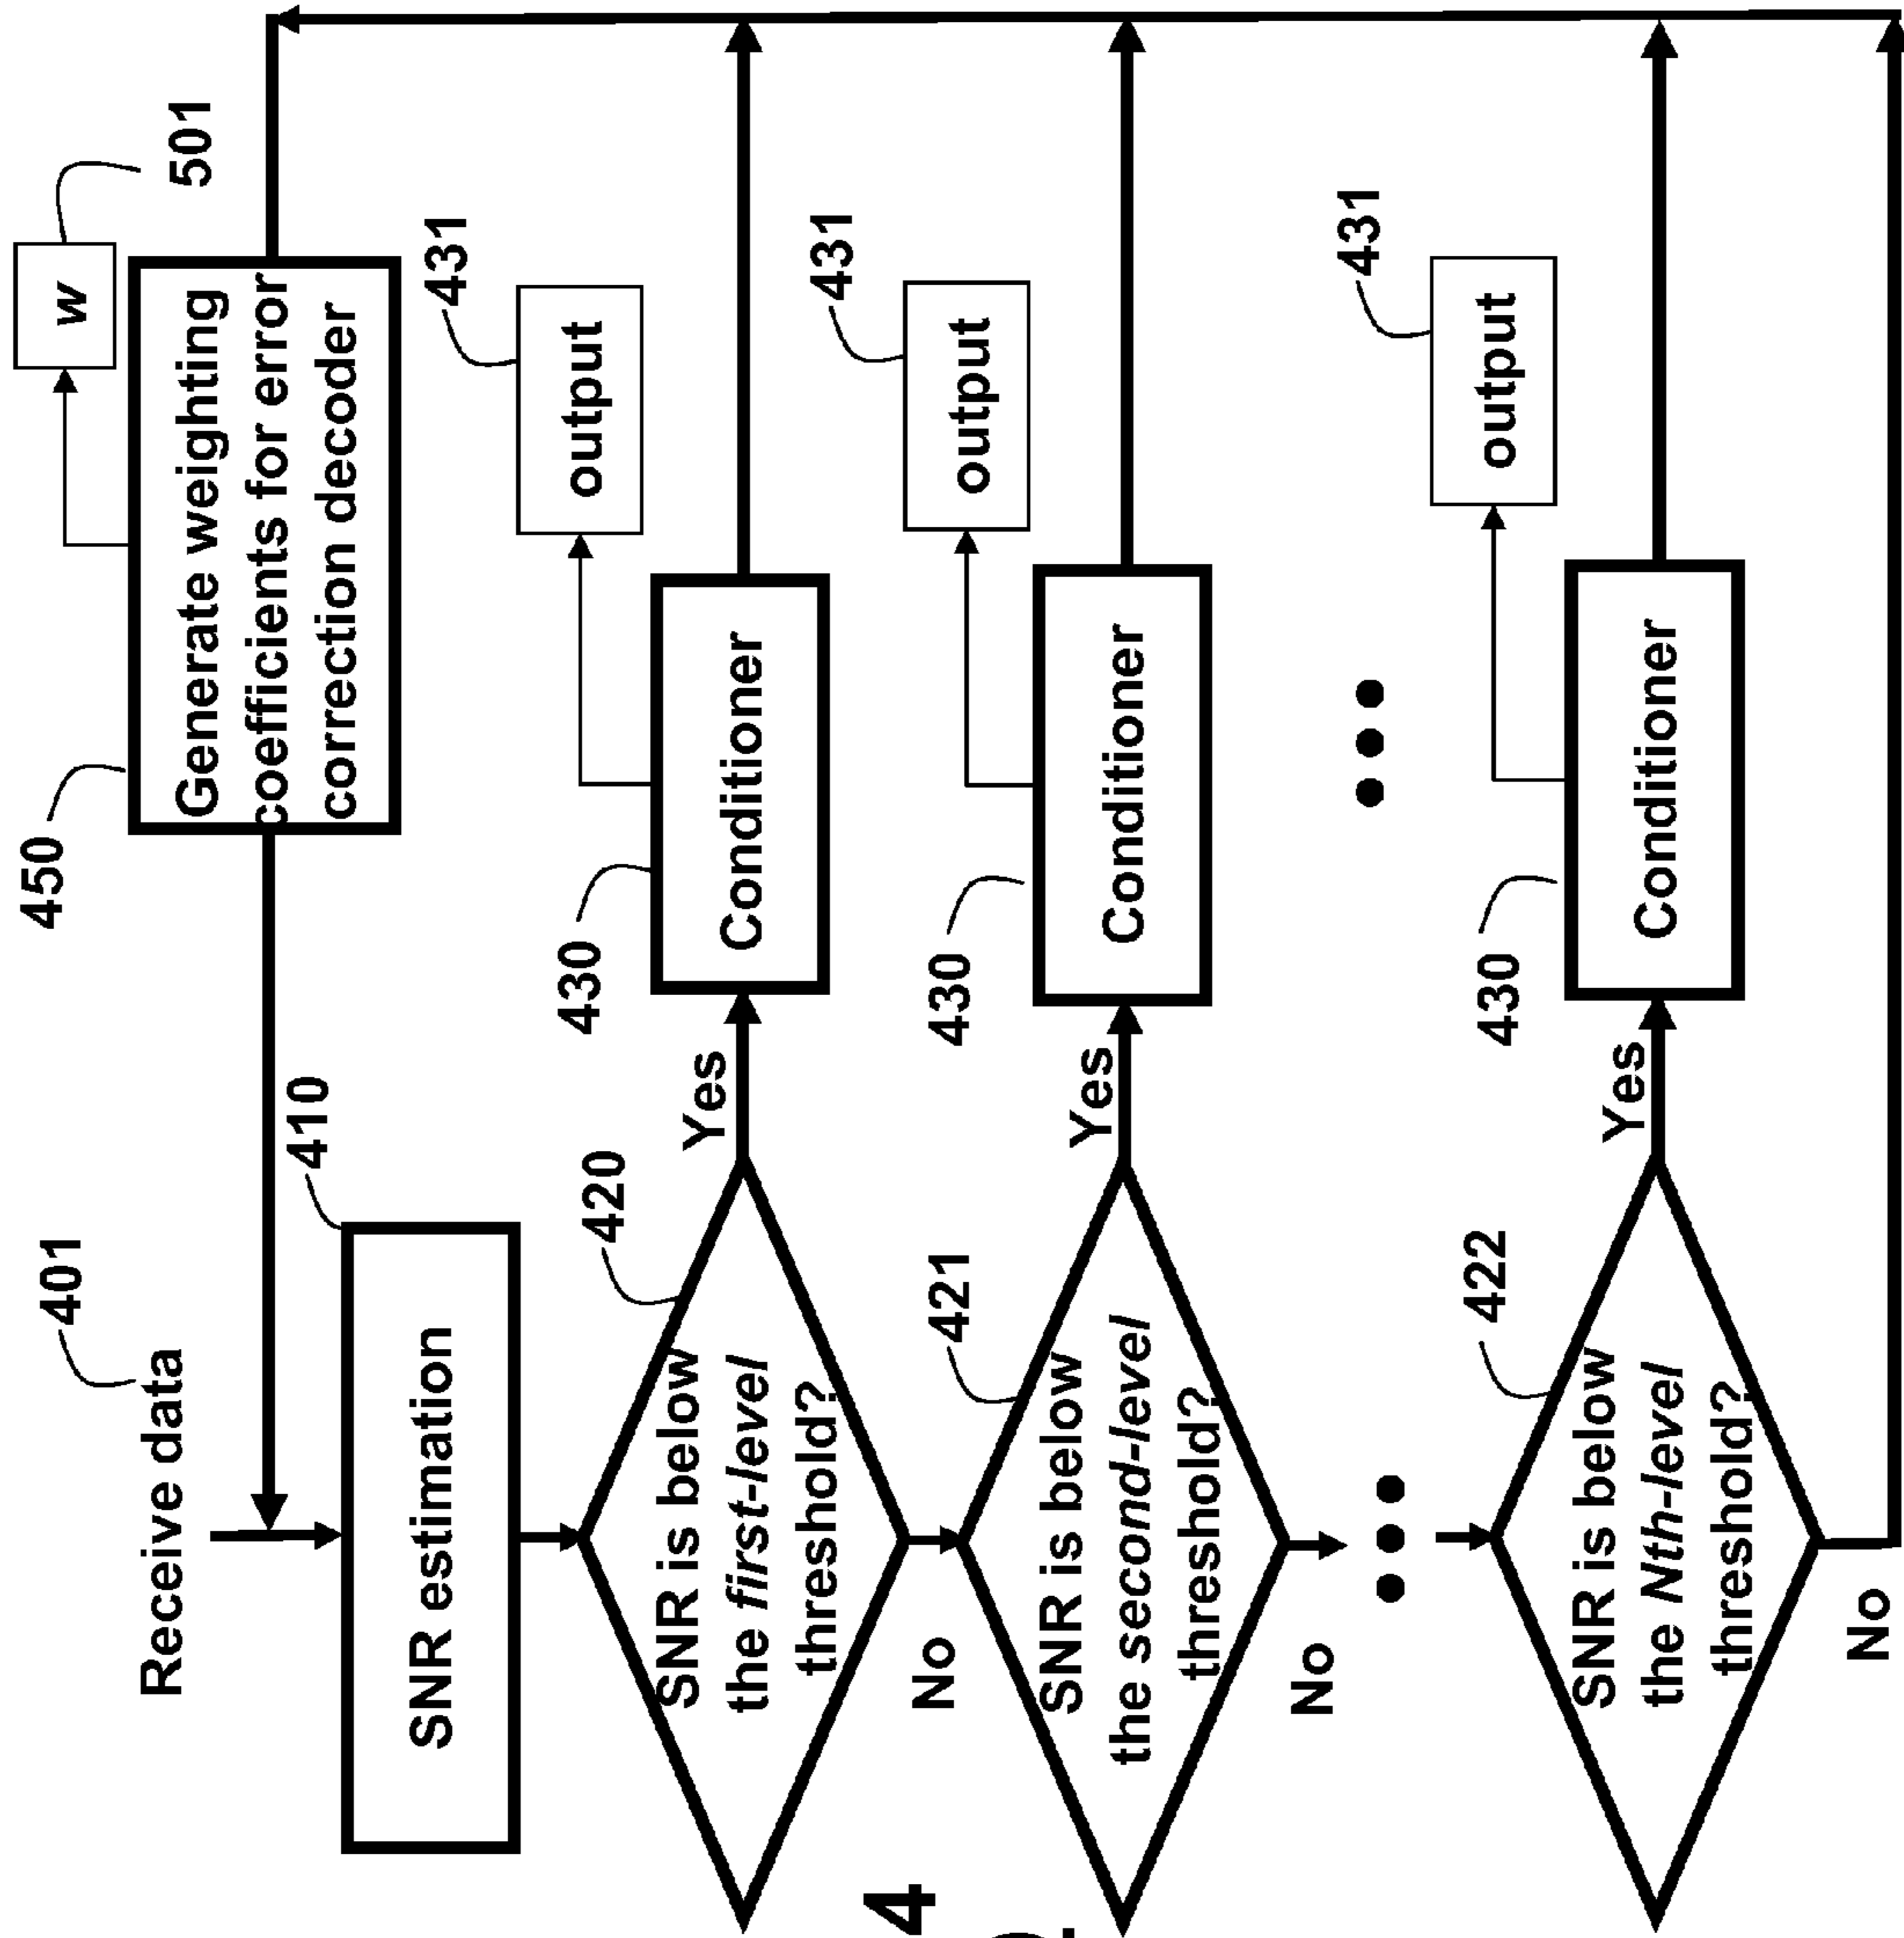 401
Receive data
410
SNR estimation
450
Generate weighting
coefficients for error
correction decoder
w
501
420
SNR is below
the first-level
threshold?
Yes
No
430
Conditioner
output
431
4
421
SNR is below
the second-level
threshold?
Yes
No
430
Conditioner
output
431
422
SNR is below
the Nth-level
threshold?
Yes
No
430
Conditioner
output
431